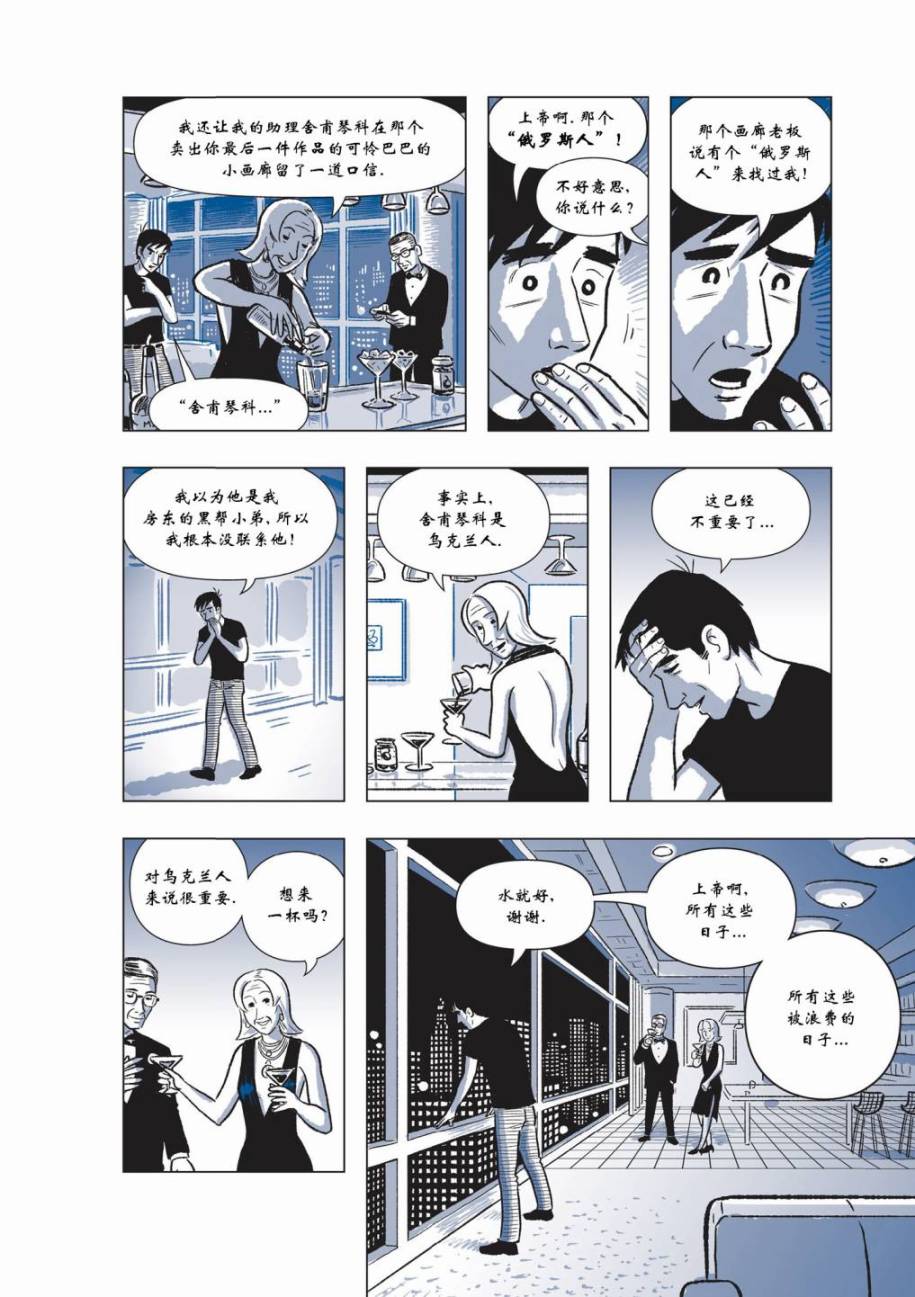 我还让我的助理舍甫琴科在那个
卖出你最后一件作品的可怜巴巴的
小画廊留了一道口信.
“舍甫琴科...”
上帝啊.那个
“俄罗斯人”!
不好意思,
你说什么?
那个画廊老板
说有个“俄罗斯
人”来找过我!
我以为他是我
房东的黑帮小弟,所以
我根本没联系他!
事实上,
舍甫琴科是
乌克兰人.
这已经
不重要了...
对乌克兰人
来说很重要.
想来
一杯吗?
水就好,
谢谢.
上帝啊,
所有这些
日子...
所有这些
被浪费的
日子...